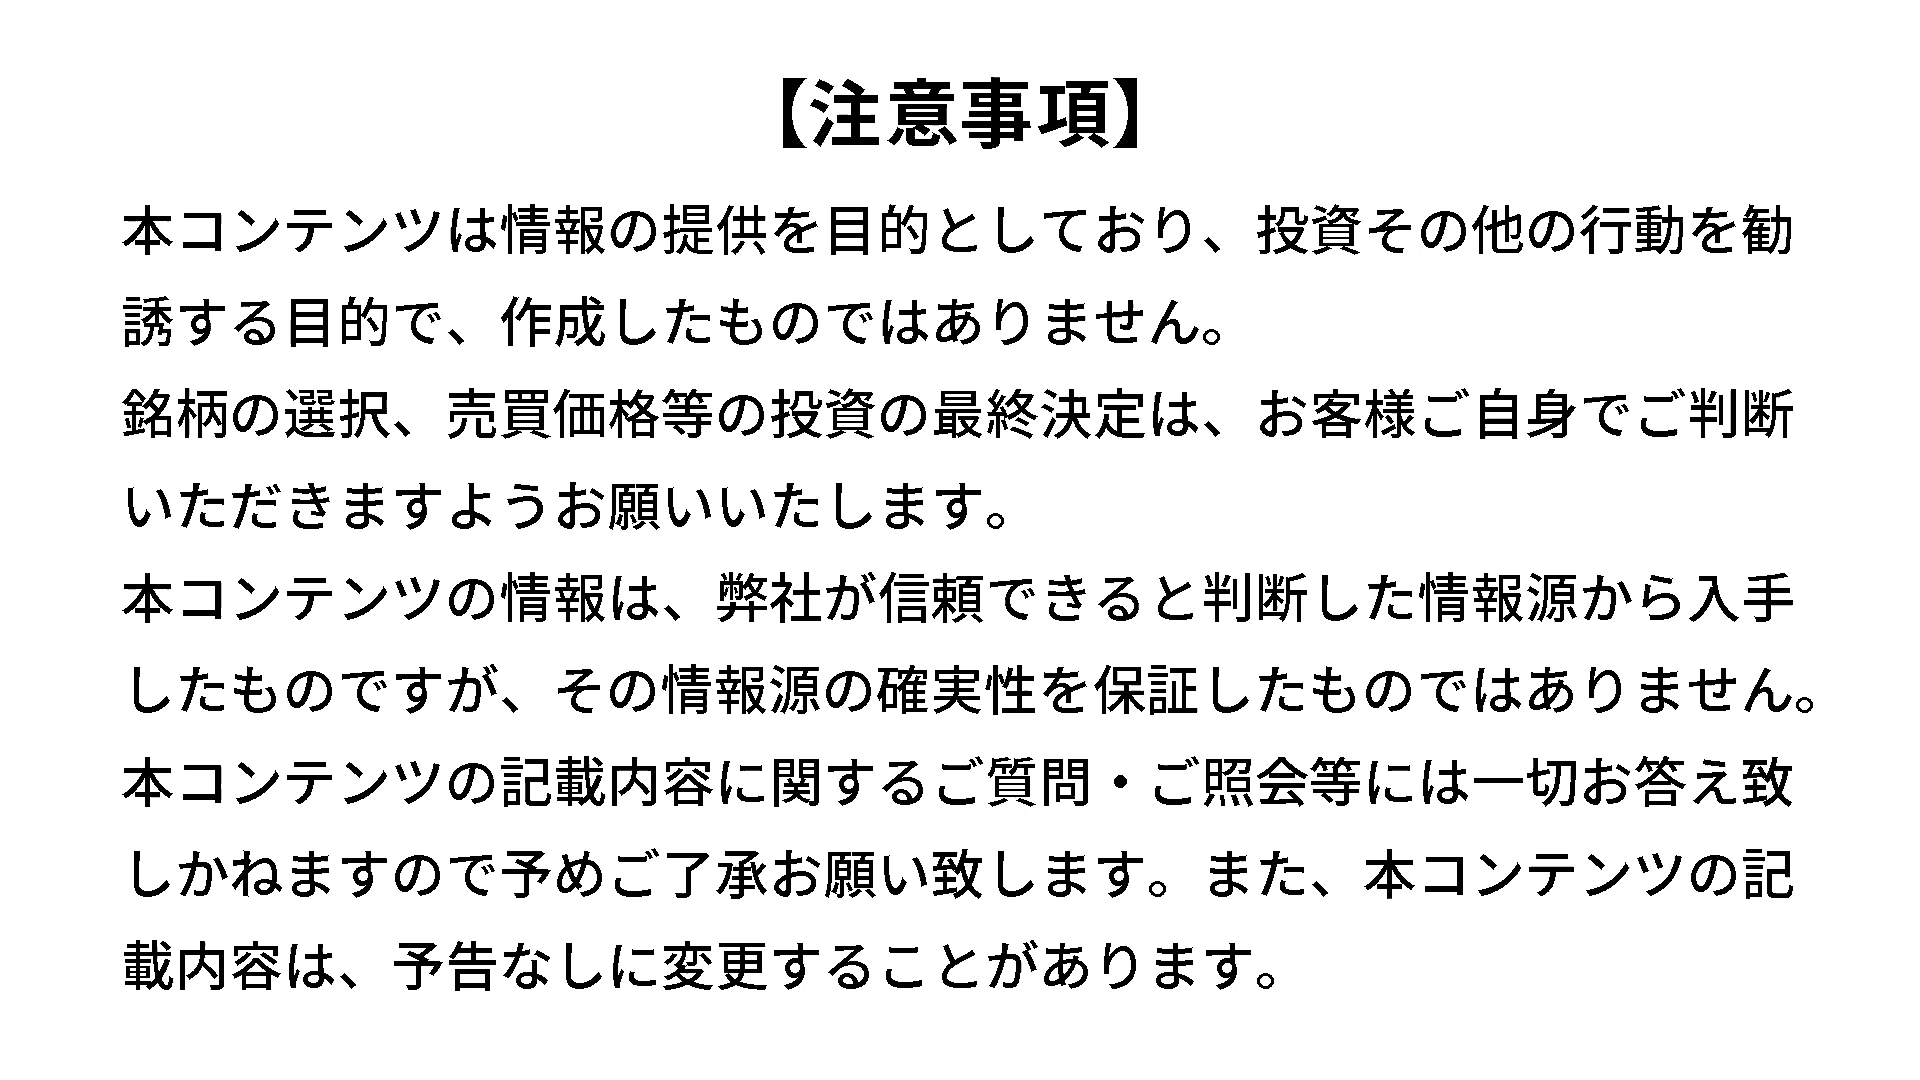 【注意事項】
本コンテンツは情報の提供を目的としており、投資その他の行動を勧
誘する目的で、作成したものではありません。
銘柄の選択、売買価格等の投資の最終決定は、お客様ご自身でご判断
いただきますようお願いいたします。
本コンテンツの情報は、弊社が信頼できると判断した情報源から入手
したものですが、その情報源の確実性を保証したものではありません。
本コンテンツの記載内容に関するご質問・ご照会等には一切お答え致
しかねますので予めご了承お願い致します。また、本コンテンツの記
載内容は、予告なしに変更することがあります。